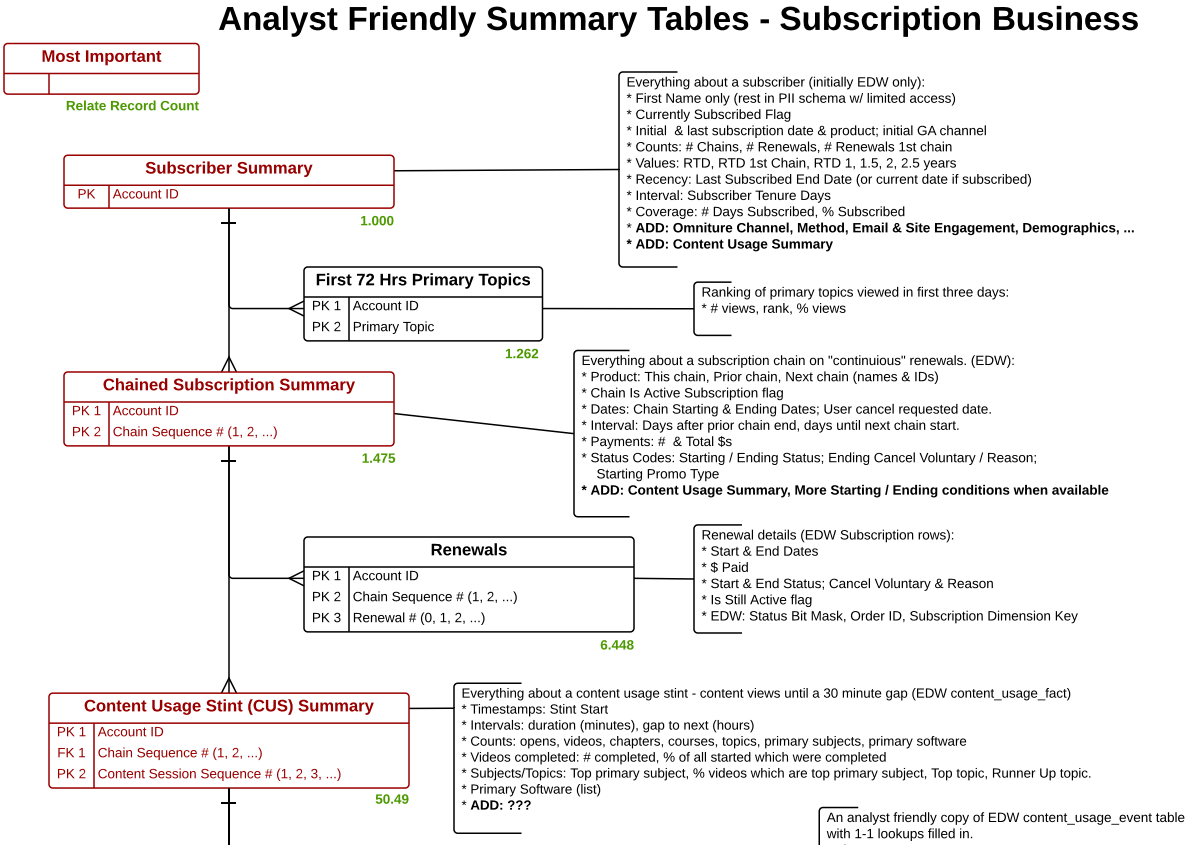 Analyst Friendly Summary Tables - Subscription Business
Most Important
Relate Record Count
Subscriber Summary
PK Account ID
1.000
Everything about a subscriber (initially EDW only):
* First Name only (rest in PII schema w/ limited access)
* Currently Subscribed Flag
* Initial & last subscription date & product; initial GA channel
* Counts: # Chains, # Renewals, # Renewals 1st chain
* Values: RTD, RTD 1st Chain, RTD 1, 1.5, 2, 2.5 years
* Recency: Last Subscribed End Date (or current date if subscribed)
* Interval: Subscriber Tenure Days
* Coverage: # Days Subscribed, % Subscribed
* ADD: Omniture Channel, Method, Email & Site Engagement, Demographics, ...
* ADD: Content Usage Summary
First 72 Hrs Primary Topics
PK 1 Account ID
PK 2 Primary Topic
1.262
Ranking of primary topics viewed in first three days:
* # views, rank, % views
Chained Subscription Summary
PK 1 Account ID
PK 2 Chain Sequence # (1, 2, ...)
1.475
Everything about a subscription chain on "continuious" renewals. (EDW):
* Product: This chain, Prior chain, Next chain (names & IDs)
* Chain Is Active Subscription flag
* Dates: Chain Starting & Ending Dates; User cancel requested date.
* Interval: Days after prior chain end, days until next chain start.
* Payments: # & Total $s
* Status Codes: Starting / Ending Status; Ending Cancel Voluntary / Reason;
Starting Promo Type
* ADD: Content Usage Summary, More Starting / Ending conditions when available
Renewals
PK 1 Account ID
PK 2 Chain Sequence # (1, 2, ...)
PK 3 Renewal # (0, 1, 2, ...)
6.448
Renewal details (EDW Subscription rows):
* Start & End Dates
* $ Paid
* Start & End Status; Cancel Voluntary & Reason
* Is Still Active flag
* EDW: Status Bit Mask, Order ID, Subscription Dimension Key
Content Usage Stint (CUS) Summary
PK 1 Account ID
FK 1 Chain Sequence # (1, 2, ...)
PK 2 Content Session Sequence # (1, 2, 3, ...)
50.49
Everything about a content usage stint - content views until a 30 minute gap (EDW content_usage_fact)
* Timestamps: Stint Start
* Intervals: duration (minutes), gap to next (hours)
* Counts: opens, videos, chapters, courses, topics, primary subjects, primary software
* Videos completed: # completed, % of all started which were completed
* Subjects/Topics: Top primary subject, % videos which are top primary subject, Top topic, Runner Up topic.
* Primary Software (list)
* ADD: ???
An analyst friendly copy of EDW content_usage_event table
with 1-1 lookups filled in.